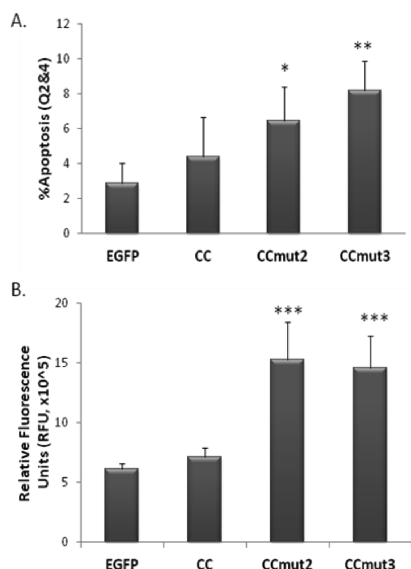 A.
%Apoptosis (Q2&4)
12
10
8
6
4
2
0
*
**
EGFP CC CCmut2 CCmut3
B.
Relative Fluorescence
Units (RFU, x10^5)
20
15
10
5
0
***
***
EGFP CC CCmut2 CCmut3